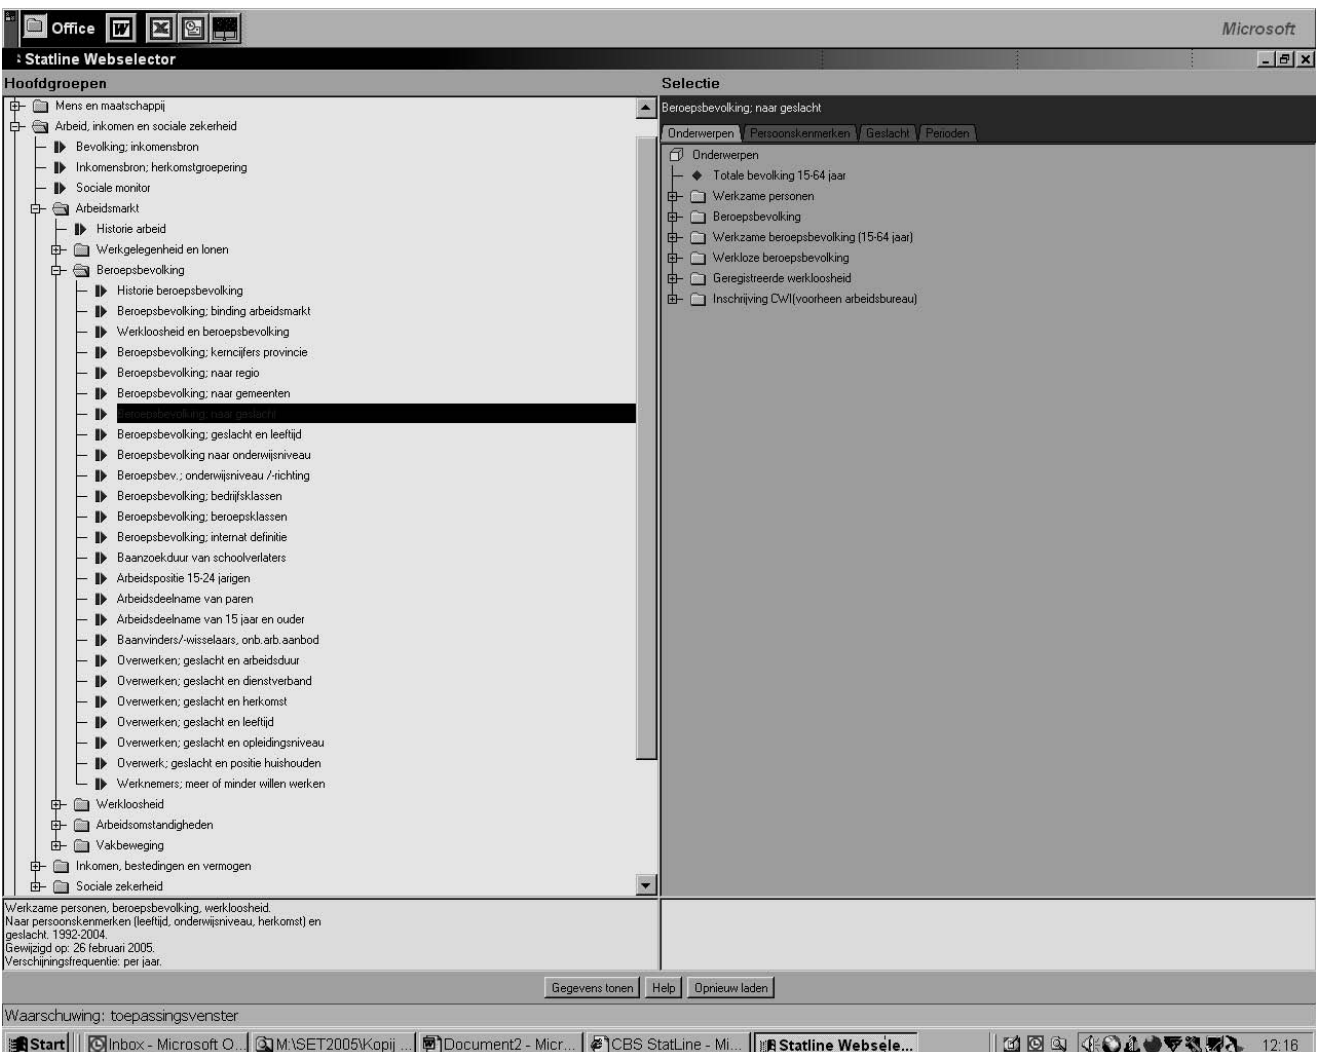 Office
Microsoft
Statline Webselector
Hoofdgroepen
Mens en maatschappij
Arbeid, inkomen en sociale zekerheid
Bevolking; inkomensbron
Inkomensbron; herkomstgroepering
Sociale monitor
Arbeidsmarkt
Historie arbeid
Werkgelegenheid en lonen
Beroepsbevolking
Historie beroepsbevolking
Beroepsbevolking; binding arbeidsmarkt
Werkloosheid en beroepsbevolking
Beroepsbevolking; kerncijfers provincie
Beroepsbevolking; naar regio
Beroepsbevolking; naar gemeenten
Beroepsbevolking; naar geslacht
Beroepsbevolking; geslacht en leeftijd
Beroepsbevolking naar onderwijsniveau
Beroepsbev.; onderwijsniveau /-richting
Beroepsbevolking; bedrijfsklassen
Beroepsbevolking; beroepsklassen
Beroepsbevolking; internat definitie
Baanzoekduur van schoolverlaters
Arbeidspositie 15-24 jarigen
Arbeidsdeelname van paren
Arbeidsdeelname van 15 jaar en ouder
Baanvinders/-wisselaars, onb.arb.aanbod
Overwerken; geslacht en arbeidsduur
Overwerken; geslacht en dienstverband
Overwerken; geslacht en herkomst
Overwerken; geslacht en leeftijd
Overwerken; geslacht en opleidingsniveau
Overwerk; geslacht en positie huishouden
Werknemers; meer of minder willen werken
Werkloosheid
Arbeidsomstandigheden
Vakbeweging
Inkomen, bestedingen en vermogen
Sociale zekerheid
Werkzame personen, beroepsbevolking, werkloosheid.
Naar persoonskenmerken (leeftijd, onderwijsniveau, herkomst) en
geslacht. 1992-2004.
Gewijzigd op: 26 februari 2005.
Verschijningsfrequentie: per jaar.
Selectie
Beroepsbevolking; naar geslacht
Onderwerpen Persoonskenmerken Geslacht Perioden
Onderwerpen
Totale bevolking 15-64 jaar
Werkzame personen
Beroepsbevolking
Werkzame beroepsbevolking (15-64 jaar)
Werkloze beroepsbevolking
Geregistreerde werkloosheid
Inschrijving CWI(voorheen arbeidsbureau)
Gegevens tonen Help Opnieuw laden
Waarschuwing: toepassingsvenster
Start Inbox - Microsoft O... M:\SET2005\Kopij ... Document2 - Micr... CBS StatLine - Mi... Statline Websele... 12:16